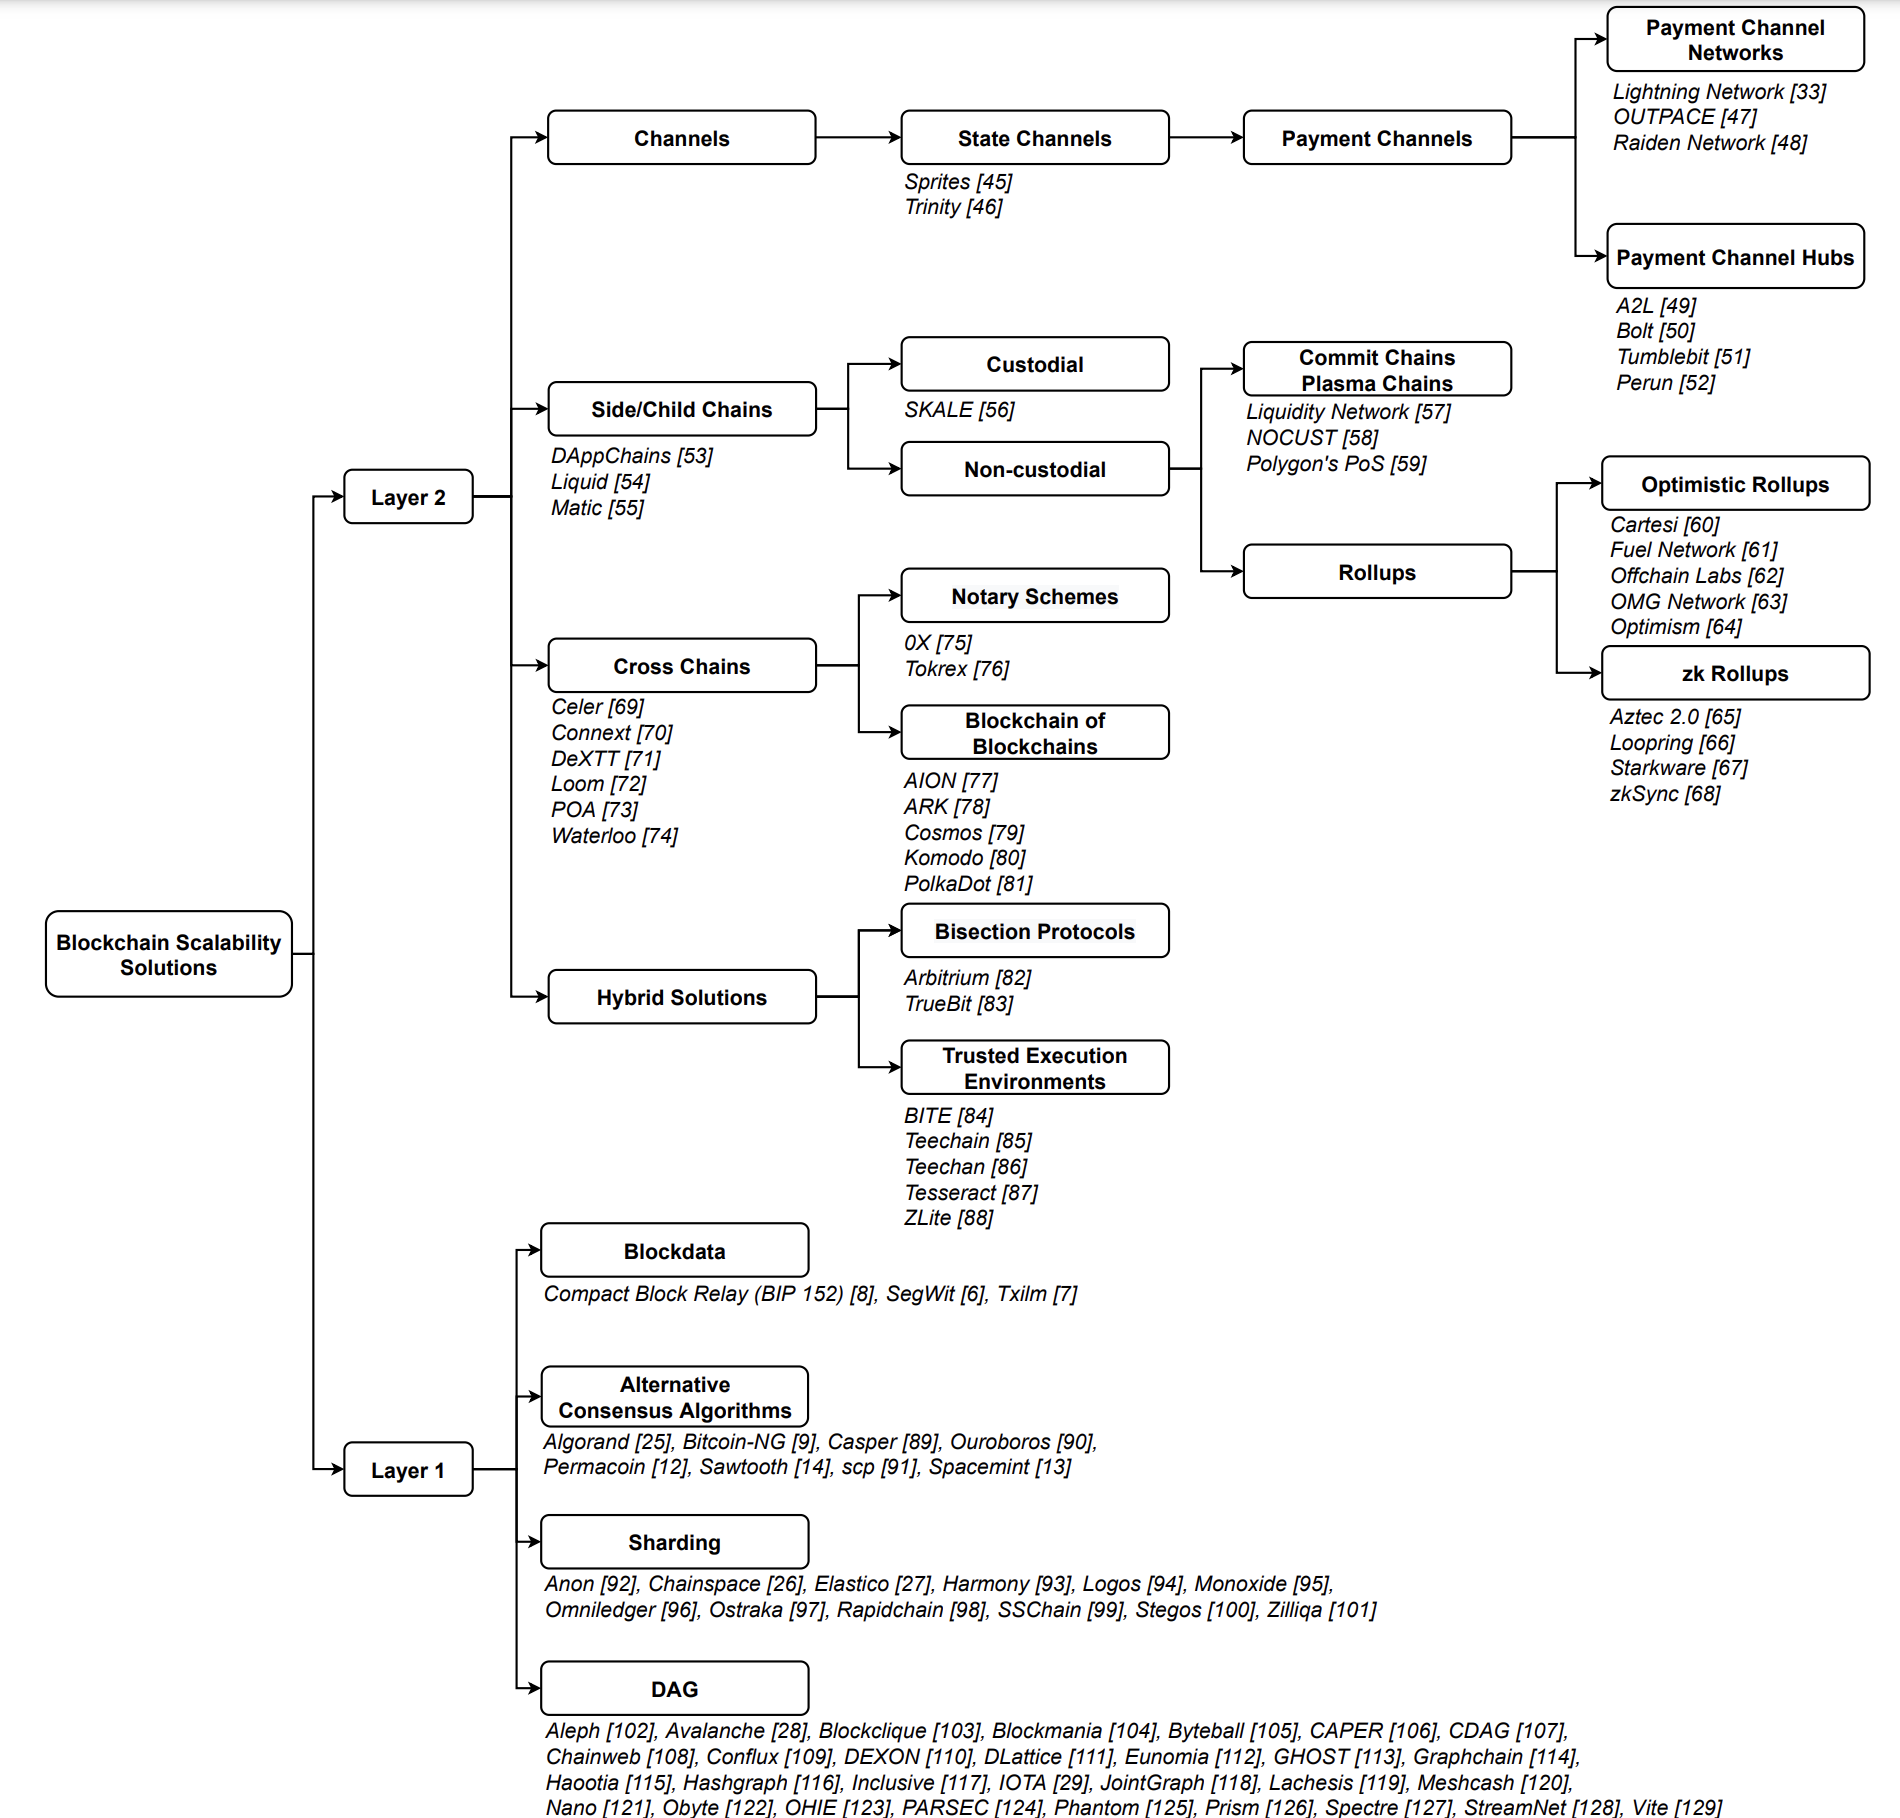 Payment Channel
Networks
Lightning Network [33]
OUTPACE [47]
Raiden Network [48]
Channels
State Channels
Payment Channels
Sprites [45]
Trinity [46]
Payment Channel Hubs
A2L [49]
Bolt [50]
Tumblebit [51]
Perun [52]
Custodial
SKALE [56]
Commit Chains
Plasma Chains
Liquidity Network [57]
NOCUST [58]
Polygon's PoS [59]
Side/Child Chains
DAppChains [53]
Liquid [54]
Matic [55]
Non-custodial
Layer 2
Optimistic Rollups
Cartesi [60]
Fuel Network [61]
Offchain Labs [62]
OMG Network [63]
Optimism [64]
Rollups
zk Rollups
Aztec 2.0 [65]
Loopring [66]
Starkware [67]
zkSync [68]
Notary Schemes
0X [75]
Tokrex [76]
Cross Chains
Celer [69]
Connext [70]
DeXTT [71]
Loom [72]
POA [73]
Waterloo [74]
Blockchain of
Blockchains
AION [77]
ARK [78]
Cosmos [79]
Komodo [80]
PolkaDot [81]
Blockchain Scalability
Solutions
Bisection Protocols
Arbitrium [82]
TrueBit [83]
Hybrid Solutions
Trusted Execution
Environments
BITE [84]
Teechain [85]
Teechan [86]
Tesseract [87]
ZLite [88]
Blockdata
Compact Block Relay (BIP 152) [8], SegWit [6], Txilm [7]
Alternative
Consensus Algorithms
Algorand [25], Bitcoin-NG [9], Casper [89], Ouroboros [90],
Permacoin [12], Sawtooth [14], scp [91], Spacemint [13]
Layer 1
Sharding
Anon [92], Chainspace [26], Elastico [27], Harmony [93], Logos [94], Monoxide [95],
Omniledger [96], Ostraka [97], Rapidchain [98], SSChain [99], Stegos [100], Zilliqa [101]
DAG
Aleph [102], Avalanche [28], Blockclique [103], Blockmania [104], Byteball [105], CAPER [106], CDAG [107],
Chainweb [108], Conflux [109], DEXON [110], DLattice [111], Eunomia [112], GHOST [113], Graphchain [114],
Haootia [115], Hashgraph [116], Inclusive [117], IOTA [29], JointGraph [118], Lachesis [119], Meshcash [120],
Nano [121], Obyte [122], OHIE [123], PARSEC [124], Phantom [125], Prism [126], Spectre [127], StreamNet [128], Vite [129]